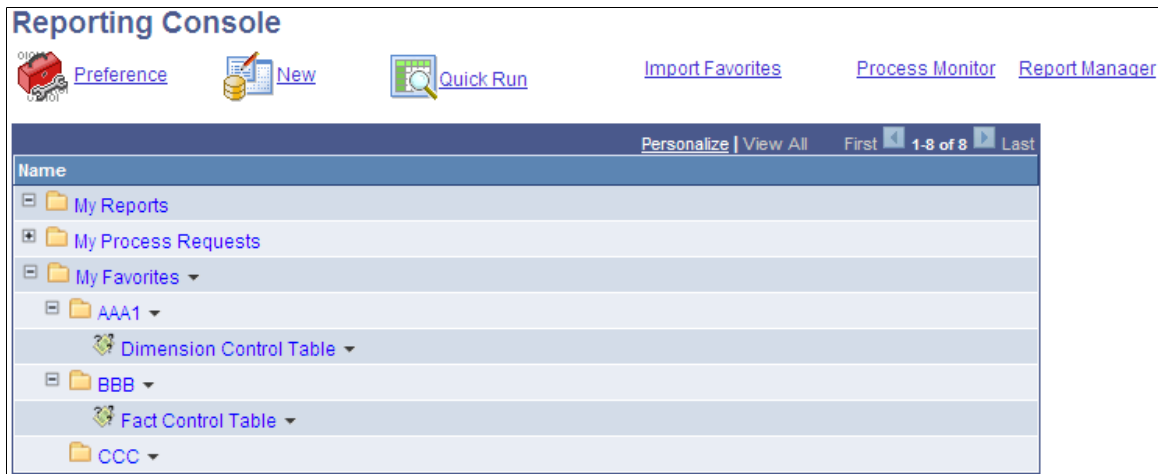 Reporting Console
Preference New Quick Run Import Favorites Process Monitor Report Manager
Personalize | View All First 1-8 of 8 Last
Name
My Reports
My Process Requests
My Favorites
AAA1
Dimension Control Table
BBB
Fact Control Table
CCC